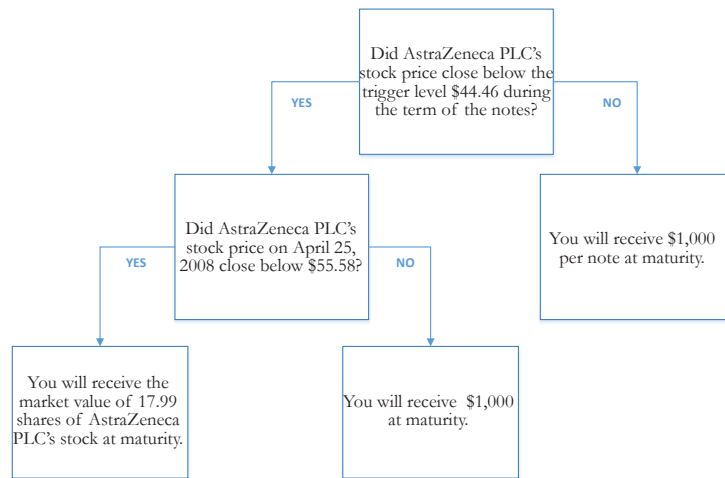 Did AstraZeneca PLC's
stock price close below the
trigger level $44.46 during
the term of the notes?
YES
NO
Did AstraZeneca PLC's
stock price on April 25,
2008 close below $55.58?
You will receive $1,000
per note at maturity.
YES
NO
You will receive the
market value of 17.99
shares of AstraZeneca
PLC's stock at maturity.
You will receive $1,000
at maturity.